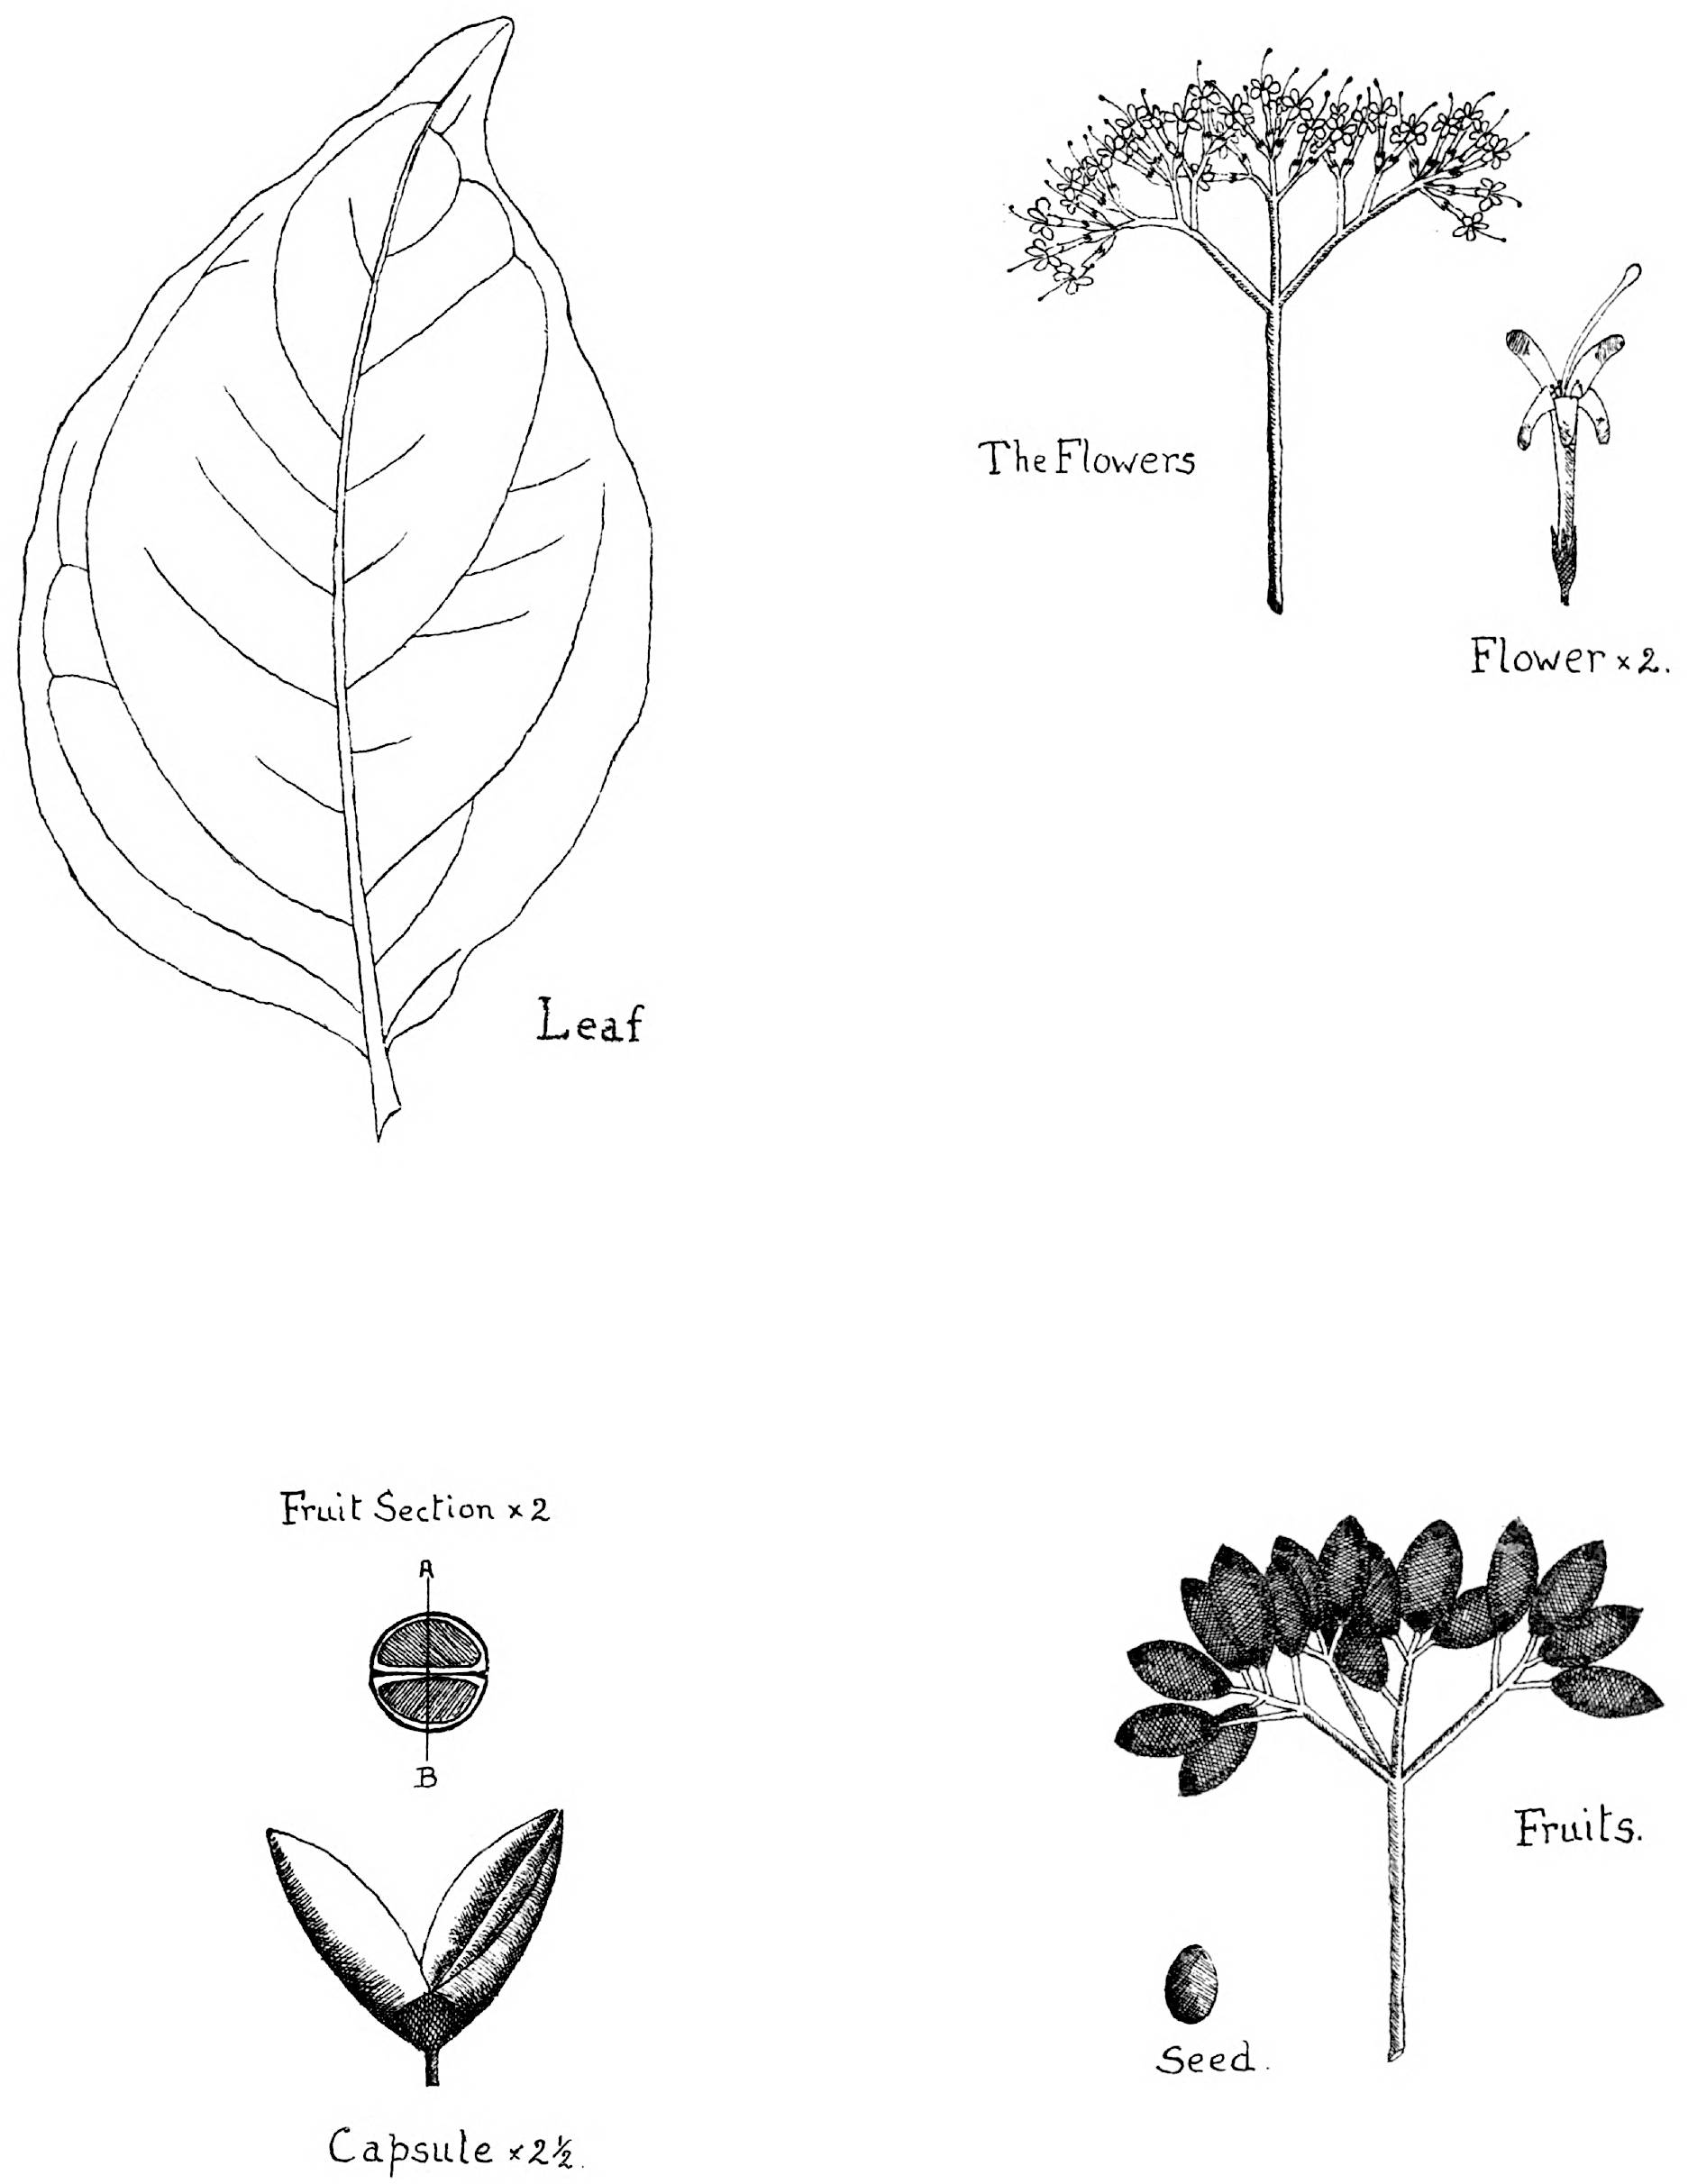 The Flowers
Flower × 2.
Leaf
Fruit Section × 2
A
B
Fruits.
Seed.
Capsule × 2½.